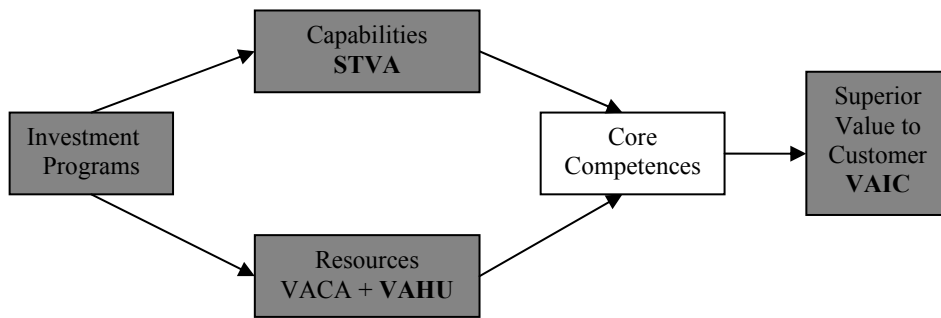 Capabilities
STVA
Investment
Programs
Core
Competences
Superior
Value to
Customer
VAIC
Resources
VACA + VAHU